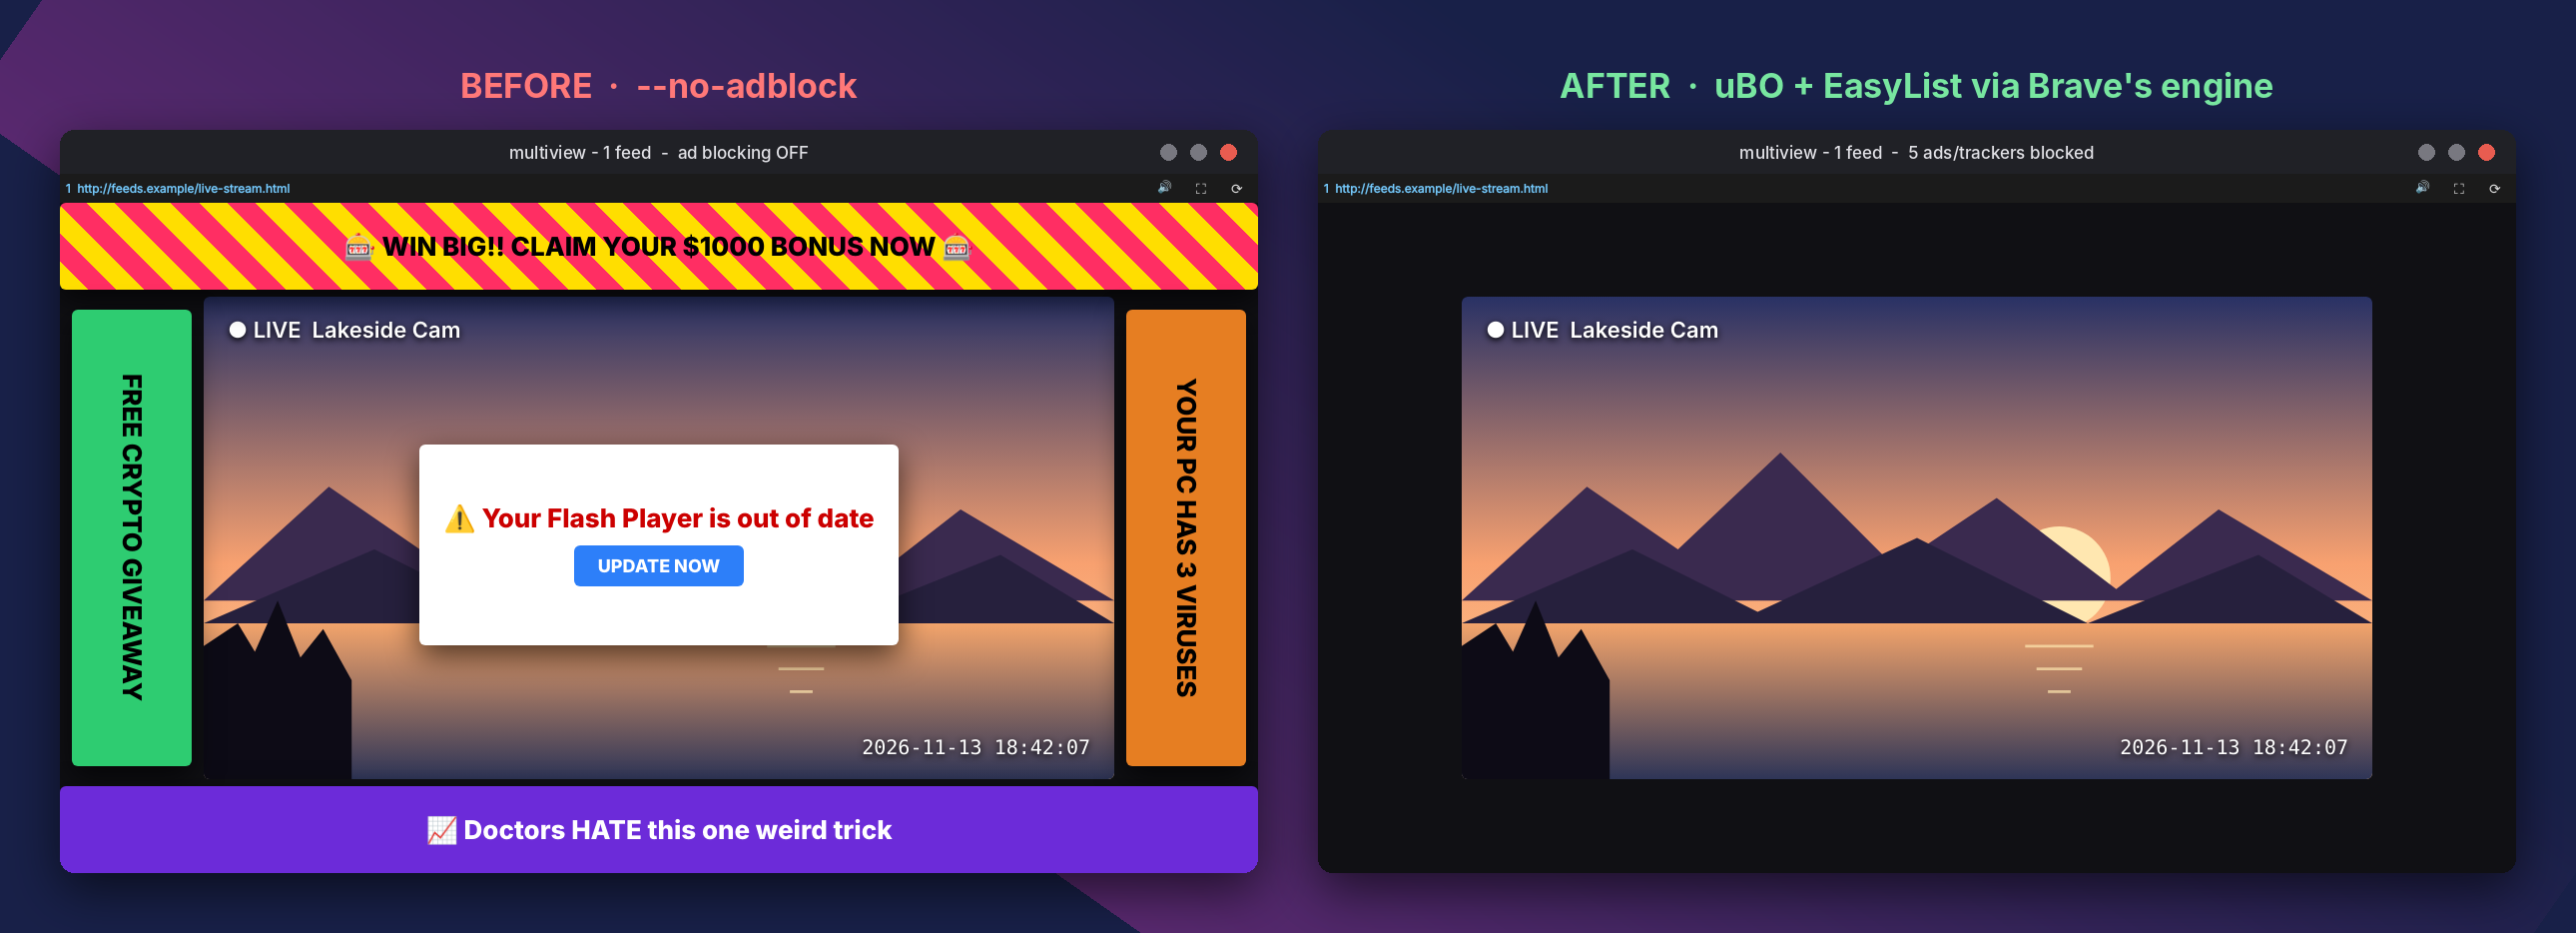 BEFORE · --no-adblock
multiview - 1 feed - ad blocking OFF
1 http://feeds.example/live-stream.html
🎰 WIN BIG!! CLAIM YOUR $1000 BONUS NOW 🎰
FREE CRYPTO GIVEAWAY
LIVE Lakeside Cam
⚠️ Your Flash Player is out of date
UPDATE NOW
2026-11-13 18:42:07
YOUR PC HAS 3 VIRUSES
📈 Doctors HATE this one weird trick
AFTER · uBO + EasyList via Brave's engine
multiview - 1 feed - 5 ads/trackers blocked
1 http://feeds.example/live-stream.html
LIVE Lakeside Cam
2026-11-13 18:42:07